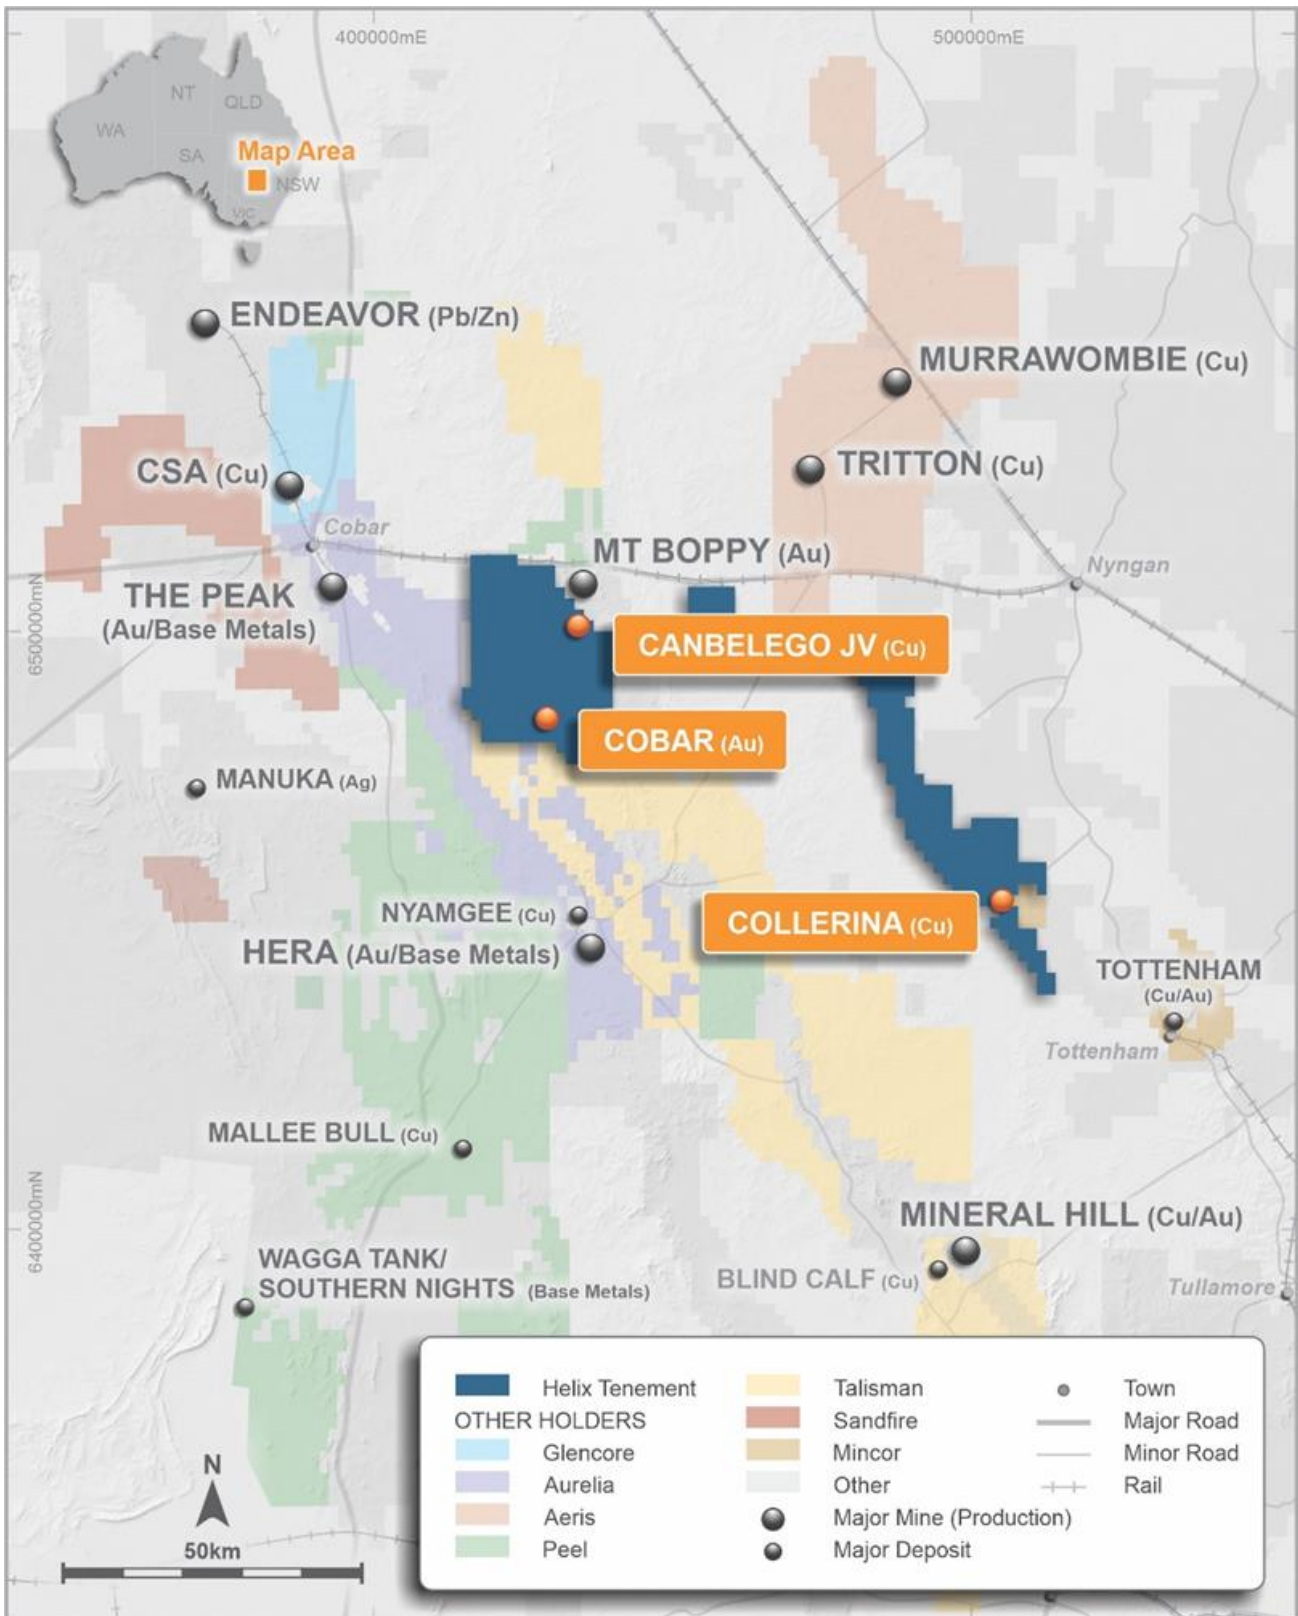 400000mE
500000mE
NT
QLD
WA
SA
Map Area
NSW
VIC
ENDEAVOR (Pb/Zn)
MURRAWOMBIE (Cu)
CSA (Cu)
TRITTON (Cu)
Cobar
MT BOPPY (Au)
Nyngan
THE PEAK
(Au/Base Metals)
6500000mN
CANBELEGO JV (Cu)
COBAR (Au)
MANUKA (Ag)
NYAMGEE (Cu)
COLLERINA (Cu)
HERA (Au/Base Metals)
TOTTENHAM
(Cu/Au)
Tottenham
MALLEE BULL (Cu)
6400000mN
MINERAL HILL (Cu/Au)
WAGGA TANK/
SOUTHERN NIGHTS (Base Metals)
BLIND CALF (Cu)
Tullamore
Helix Tenement
OTHER HOLDERS
Glencore
Aurelia
Aeris
Peel
Talisman
Sandfire
Mincor
Other
Major Mine (Production)
Major Deposit
Town
Major Road
Minor Road
Rail
N
50km